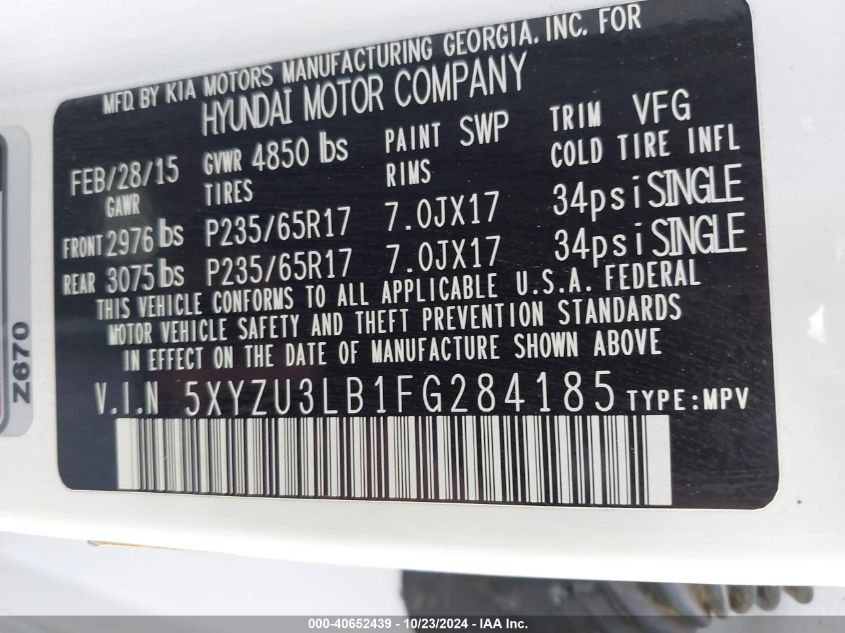 MFD. BY KIA MOTORS MANUFACTURING GEORGIA. INC. FOR
HYUNDAI MOTOR COMPANY
FEB/28/15 GVWR 4850 lbs PAINT SWP TRIM VFG
GAWR TIRES RIMS COLD TIRE INFL
FRONT 2976 lbs P235/65R17 7.0JX17 34psi SINGLE
REAR 3075 lbs P235/65R17 7.0JX17 34psi SINGLE
THIS VEHICLE CONFORMS TO ALL APPLICABLE U.S.A. FEDERAL
MOTOR VEHICLE SAFETY AND THEFT PREVENTION STANDARDS
IN EFFECT ON THE DATE OF MANUFACTURE SHOWN ABOVE
V.I.N 5XYZU3LB1FG284185 TYPE:MPV
Z670
000-40652439 - 10/23/2024 - IAA Inc.